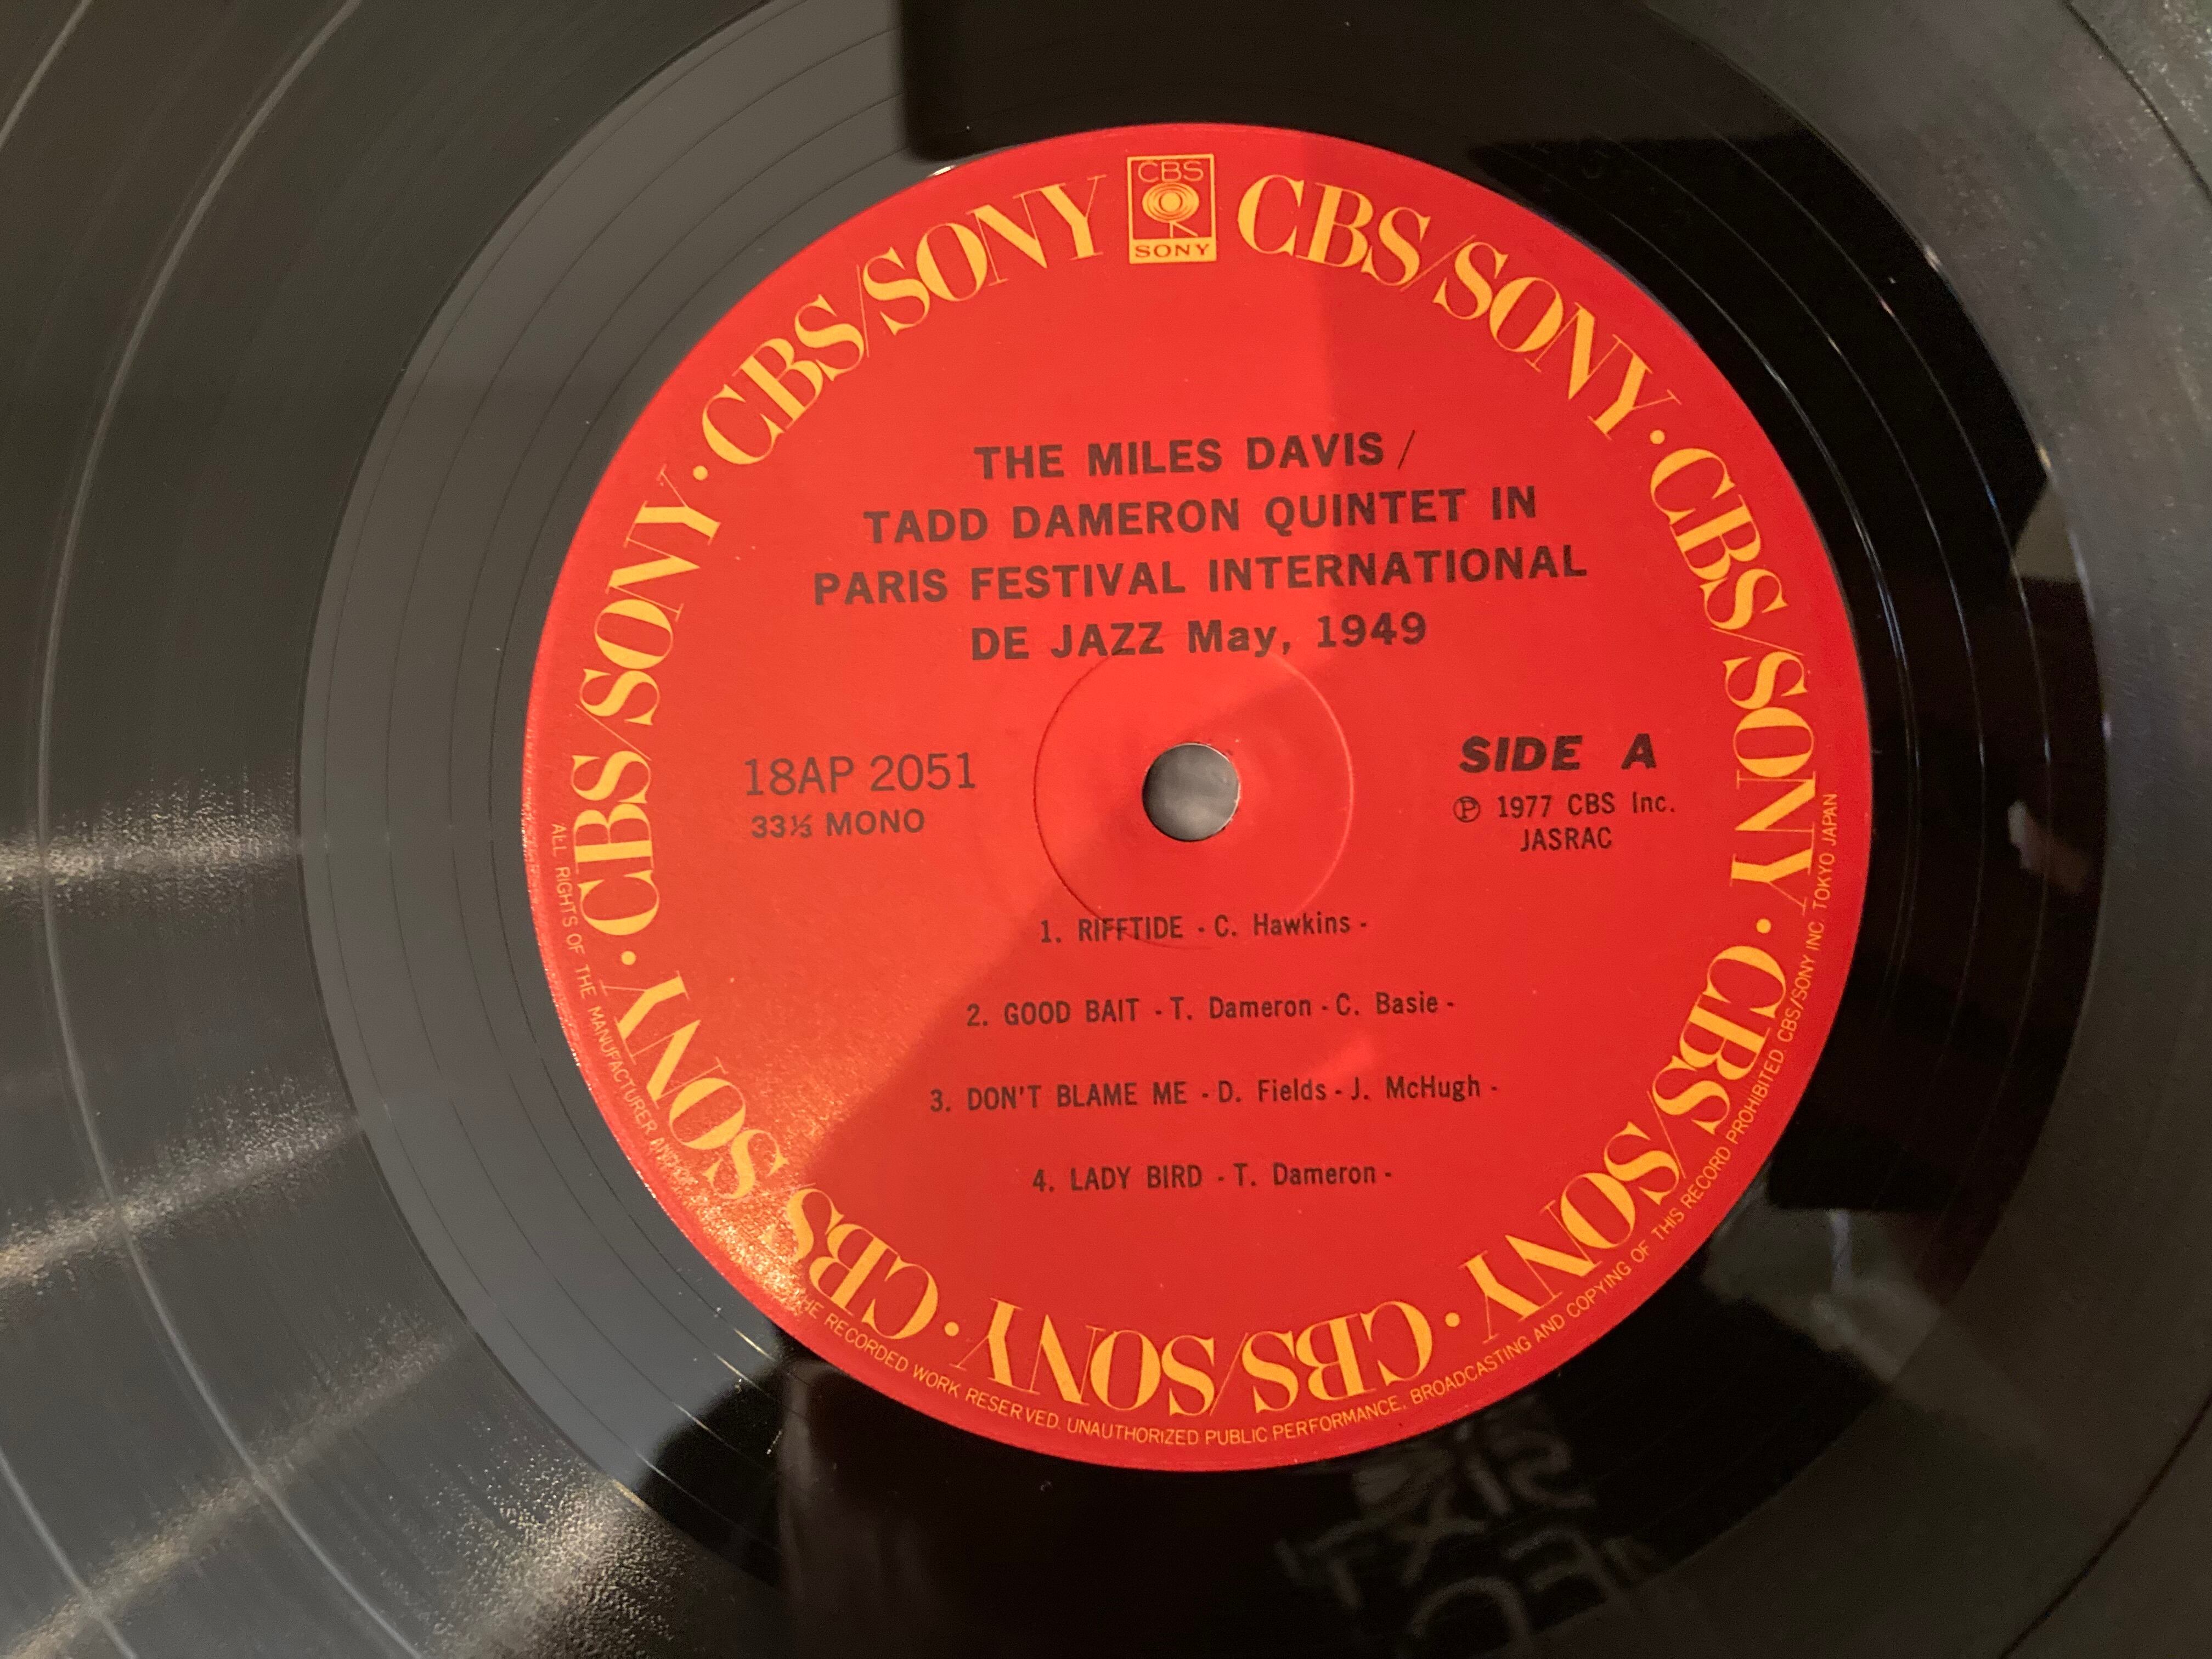 CBS
SONY
CBS/SONY · CBS/SONY · CBS/SONY · CBS/SONY · CBS/SONY · CBS/SONY · CBS/SONY · CBS/SONY
THE MILES DAVIS /
TADD DAMERON QUINTET IN
PARIS FESTIVAL INTERNATIONAL
DE JAZZ May, 1949
18AP 2051
33⅓ MONO
SIDE A
Ⓟ 1977 CBS Inc.
JASRAC
1. RIFFTIDE - C. Hawkins -
2. GOOD BAIT - T. Dameron - C. Basie -
3. DON'T BLAME ME - D. Fields - J. McHugh -
4. LADY BIRD - T. Dameron -
ALL RIGHTS OF THE MANUFACTURER THE RECORDED WORK RESERVED. UNAUTHORIZED PUBLIC PERFORMANCE, BROADCASTING AND COPYING OF THIS RECORD PROHIBITED. CBS/SONY INC. TOKYO JAPAN